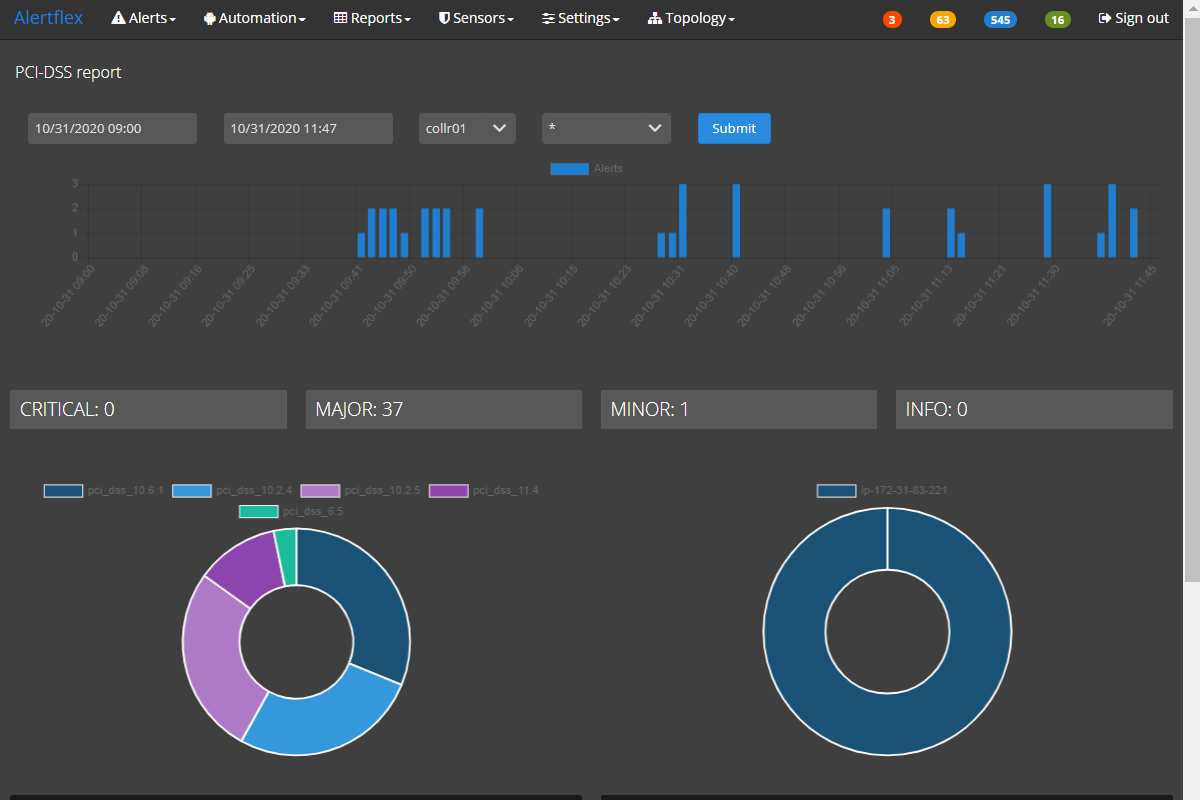 Alertflex Alerts Automation Reports Sensors Settings Topology 3 63 545 16 Sign out
PCI-DSS report
10/31/2020 09:00 10/31/2020 11:47 collr01 * Submit
Alerts
3
2
1
0
20-10-31 09:00 20-10-31 09:08 20-10-31 09:16 20-10-31 09:25 20-10-31 09:33 20-10-31 09:41 20-10-31 09:50 20-10-31 09:58 20-10-31 10:06 20-10-31 10:15 20-10-31 10:23 20-10-31 10:31 20-10-31 10:40 20-10-31 10:48 20-10-31 10:56 20-10-31 11:05 20-10-31 11:13 20-10-31 11:21 20-10-31 11:30 20-10-31 11:45
CRITICAL: 0 MAJOR: 37 MINOR: 1 INFO: 0
pci_dss_10.6.1 pci_dss_10.2.4 pci_dss_10.2.5 pci_dss_11.4
pci_dss_6.5
ip-172-31-83-221